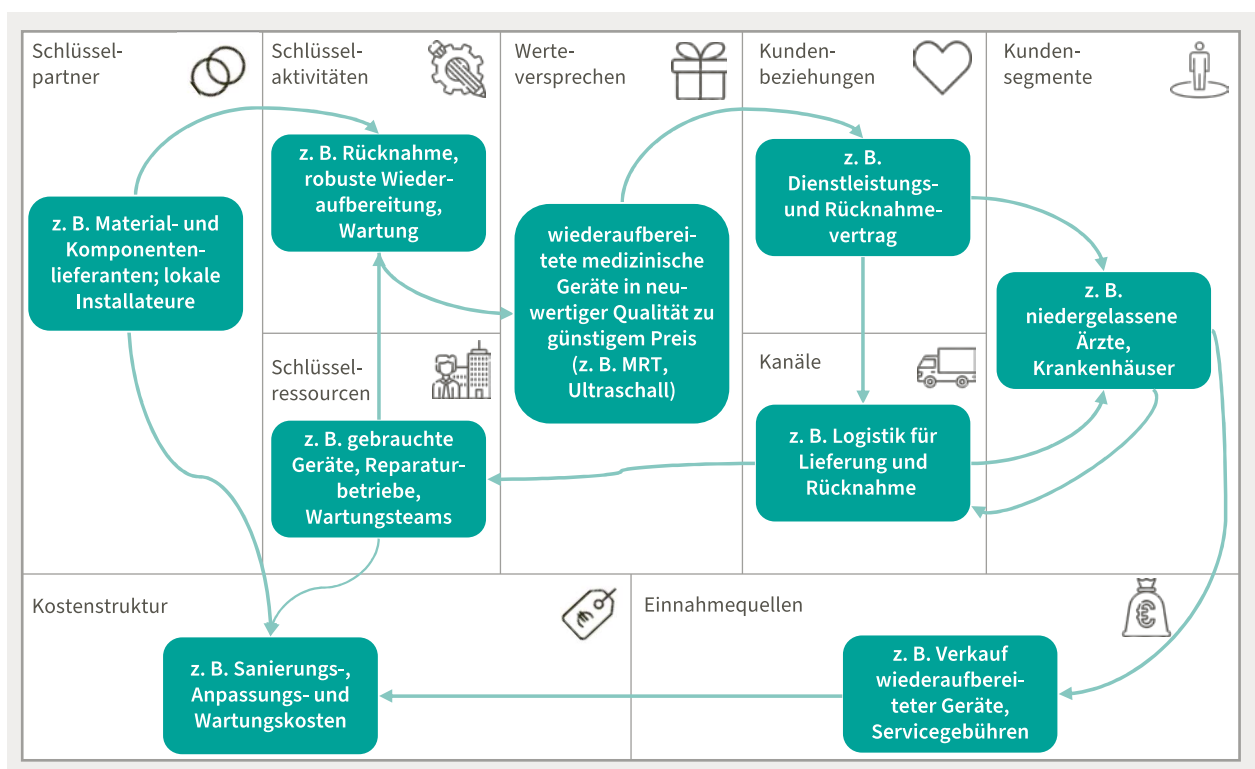 Schlüssel-
partner
z. B. Material- und
Komponenten-
lieferanten; lokale
Installateure
Schlüssel-
aktivitäten
z. B. Rücknahme,
robuste Wieder-
aufbereitung,
Wartung
Schlüssel-
ressourcen
z. B. gebrauchte
Geräte, Reparatur-
betriebe,
Wartungsteams
Werte-
versprechen
wiederaufberei-
tete medizinische
Geräte in neu-
wertiger Qualität zu
günstigem Preis
(z. B. MRT,
Ultraschall)
Kunden-
beziehungen
z. B.
Dienstleistungs-
und Rücknahme-
vertrag
Kanäle
z. B. Logistik für
Lieferung und
Rücknahme
Kunden-
segmente
z. B.
niedergelassene
Ärzte,
Krankenhäuser
Kostenstruktur
€
z. B. Sanierungs-,
Anpassungs- und
Wartungskosten
Einnahmequellen
€
z. B. Verkauf
wiederaufberei-
teter Geräte,
Servicegebühren